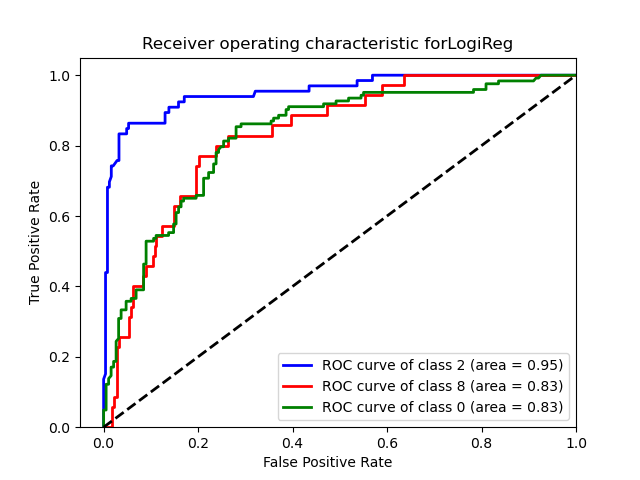 Receiver operating characteristic forLogiReg
True Positive Rate
1.0
0.8
0.6
0.4
0.2
0.0
ROC curve of class 2 (area = 0.95)
ROC curve of class 8 (area = 0.83)
ROC curve of class 0 (area = 0.83)
0.0 0.2 0.4 0.6 0.8 1.0
False Positive Rate